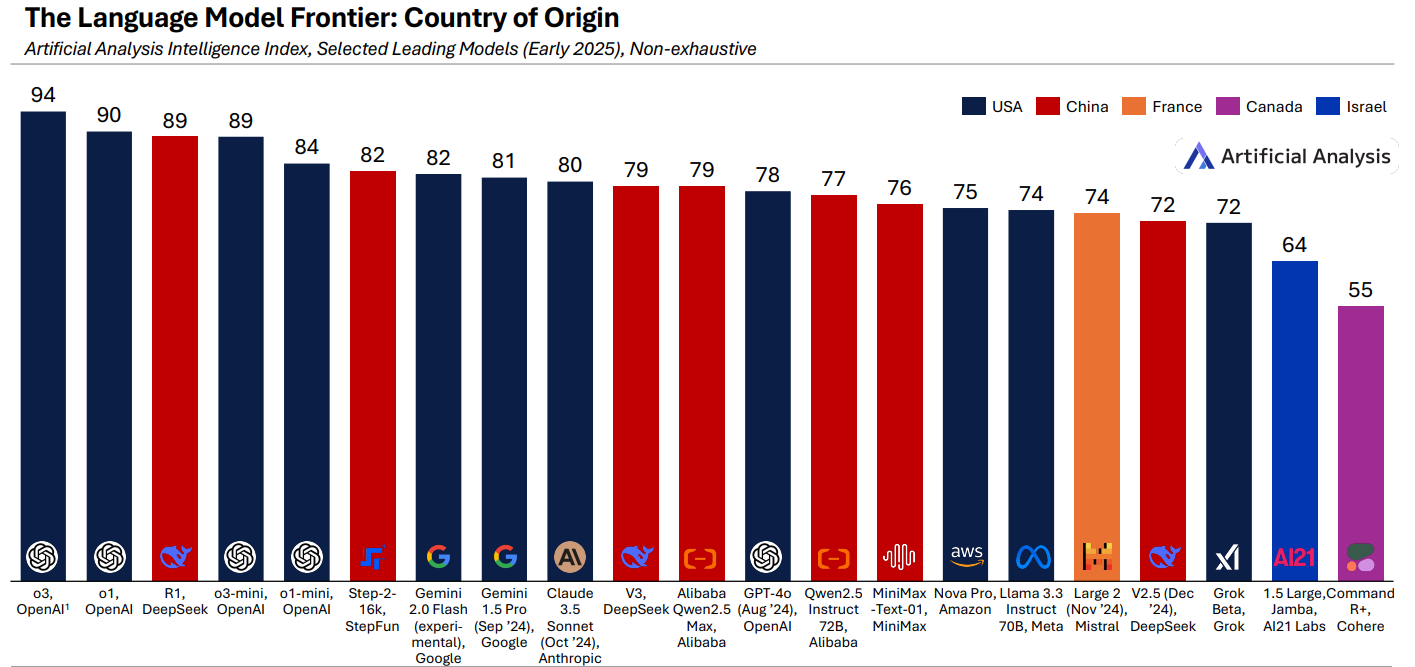 The Language Model Frontier: Country of Origin
Artificial Analysis Intelligence Index, Selected Leading Models (Early 2025), Non-exhaustive
USA China France Canada Israel
Artificial Analysis
94
90
89
89
84
82
82
81
80
79
79
78
77
76
75
74
74
72
72
64
55
aws
AI21
o3,
OpenAI¹
o1,
OpenAI
R1,
DeepSeek
o3-mini,
OpenAI
o1-mini,
OpenAI
Step-2-
16k,
StepFun
Gemini
2.0 Flash
(experi-
mental),
Google
Gemini
1.5 Pro
(Sep ’24),
Google
Claude
3.5
Sonnet
(Oct ’24),
Anthropic
V3,
DeepSeek
Alibaba
Qwen2.5
Max,
Alibaba
GPT-4o
(Aug ’24),
OpenAI
Qwen2.5
Instruct
72B,
Alibaba
MiniMax
-Text-01,
MiniMax
Nova Pro,
Amazon
Llama 3.3
Instruct
70B, Meta
Large 2
(Nov ’24),
Mistral
V2.5 (Dec
’24),
DeepSeek
Grok
Beta,
Grok
1.5 Large,
Jamba,
AI21 Labs
Command
R+,
Cohere